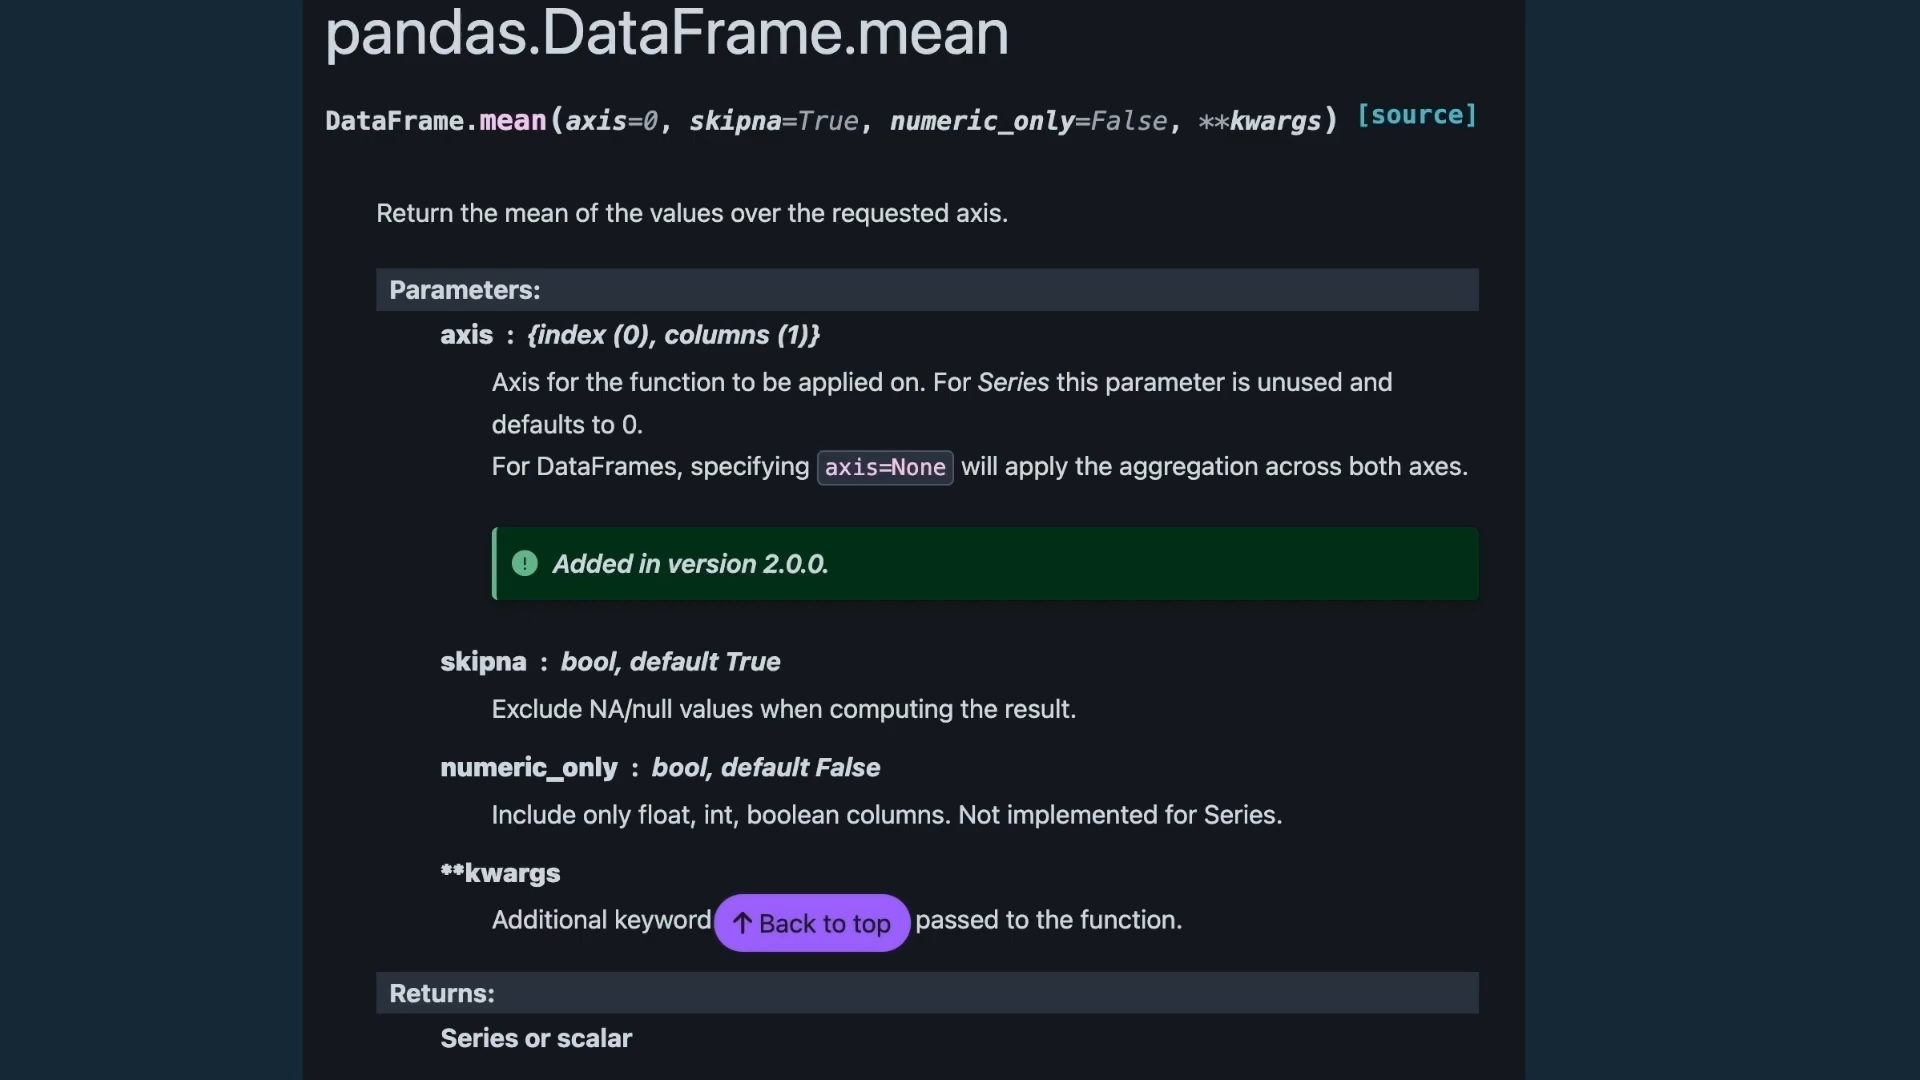 pandas.DataFrame.mean
DataFrame.mean(axis=0, skipna=True, numeric_only=False, **kwargs) [source]
Return the mean of the values over the requested axis.
Parameters:
axis : {index (0), columns (1)}
Axis for the function to be applied on. For Series this parameter is unused and
defaults to 0.
For DataFrames, specifying axis=None will apply the aggregation across both axes.
Added in version 2.0.0.
skipna : bool, default True
Exclude NA/null values when computing the result.
numeric_only : bool, default False
Include only float, int, boolean columns. Not implemented for Series.
**kwargs
Additional keyword ↑ Back to top passed to the function.
Returns:
Series or scalar